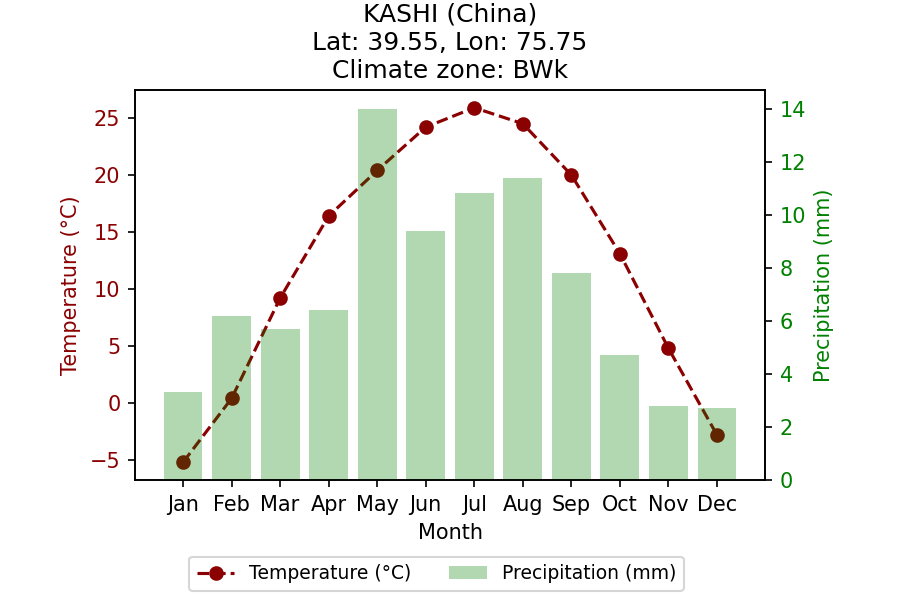 KASHI (China)
Lat: 39.55, Lon: 75.75
Climate zone: BWk
Temperature (°C)
25
20
15
10
5
0
−5
14
12
10
8
6
4
2
0
Precipitation (mm)
Jan Feb Mar Apr May Jun Jul Aug Sep Oct Nov Dec
Month
Temperature (°C) Precipitation (mm)